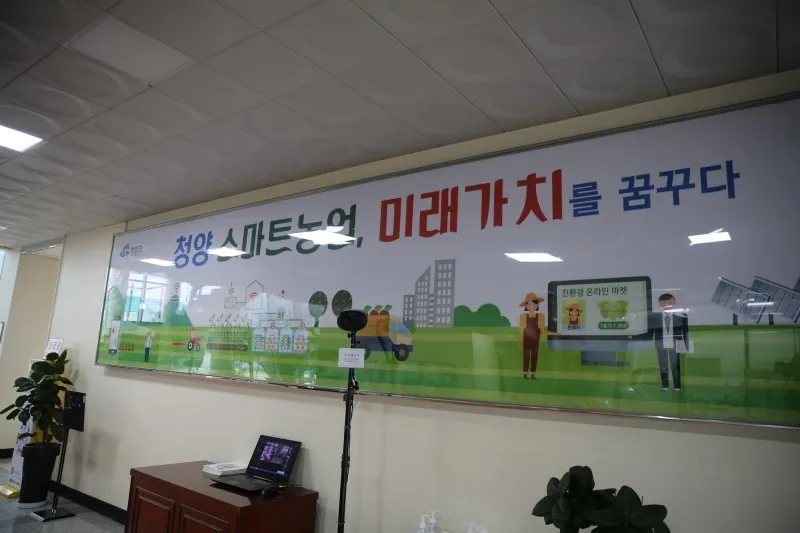 청양 스마트농업, 미래가치를 꿈꾸다
친환경 온라인 마켓